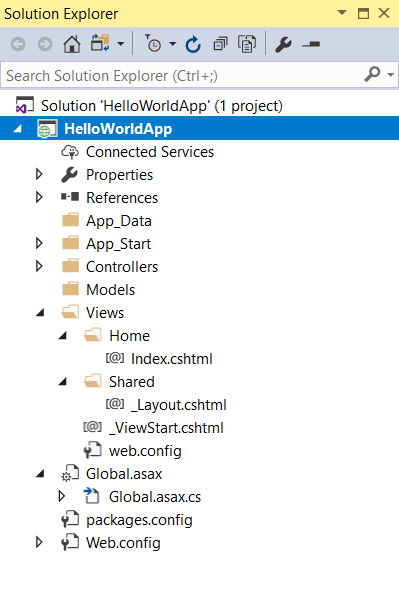 Solution Explorer
Search Solution Explorer (Ctrl+;)
Solution 'HelloWorldApp' (1 project)
HelloWorldApp
Connected Services
Properties
References
App_Data
App_Start
Controllers
Models
Views
Home
[@] Index.cshtml
Shared
[@] _Layout.cshtml
[@] _ViewStart.cshtml
web.config
Global.asax
Global.asax.cs
packages.config
Web.config